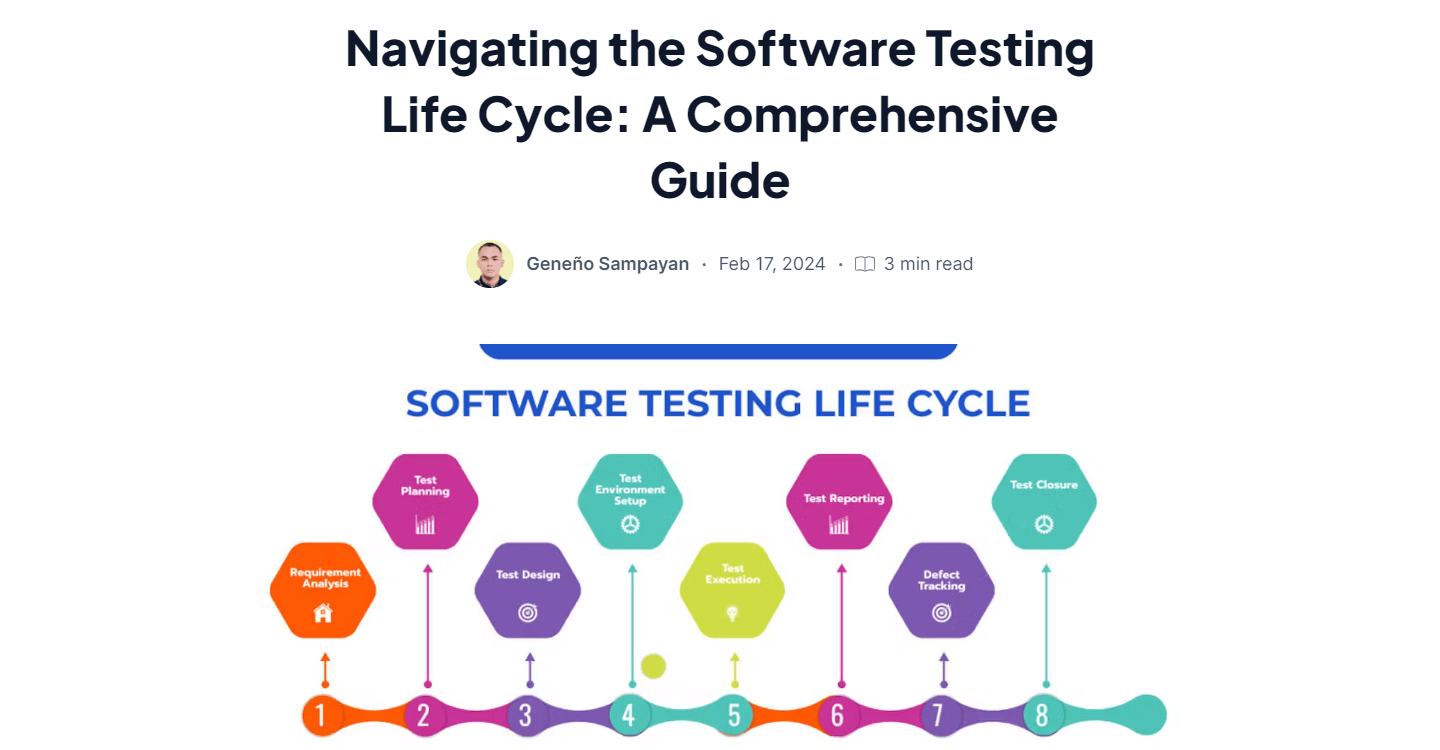 Navigating the Software Testing
Life Cycle: A Comprehensive
Guide
Geneño Sampayan · Feb 17, 2024 · 3 min read
SOFTWARE TESTING LIFE CYCLE
Test
Planning
Test
Environment
Setup
Test Reporting
Test Closure
Requirement
Analysis
Test Design
Test
Execution
Defect
Tracking
1 2 3 4 5 6 7 8